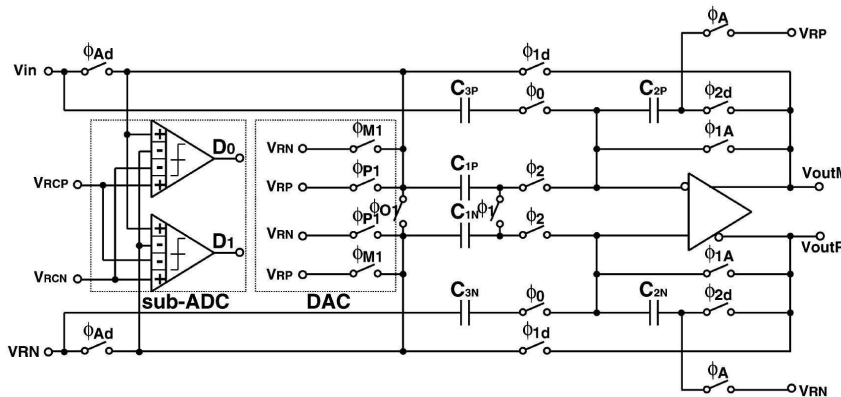 ϕA VRP
Vin ϕAd ϕ1d
C3P ϕ0 C2P ϕ2d
ϕM1 ϕ1A
D0 VRN
C1P VoutM
VRCP VRP ϕP1 ϕ2
ϕO1 C1N ϕ1
D1 VRN ϕP1 ϕ2 VoutP
ϕM1 ϕ1A
VRCN VRP
sub-ADC DAC C3N ϕ0 C2N ϕ2d
VRN ϕAd ϕ1d
ϕA VRN